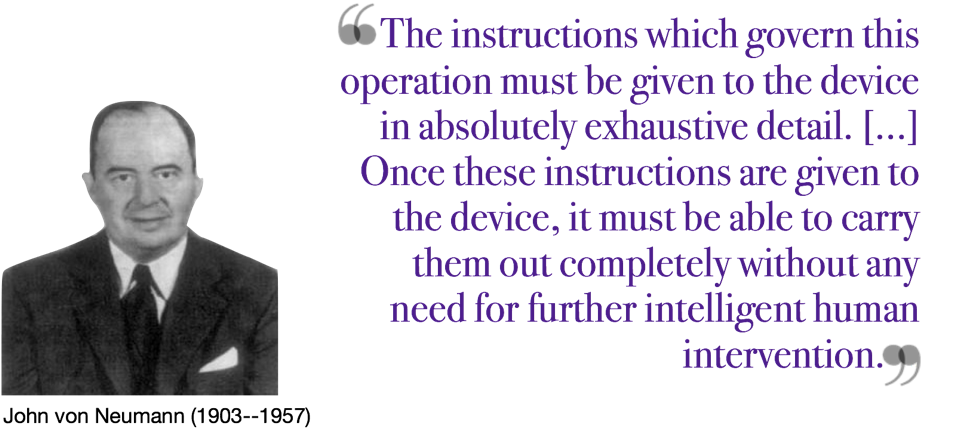 “The instructions which govern this
operation must be given to the device
in absolutely exhaustive detail. [...]
Once these instructions are given to
the device, it must be able to carry
them out completely without any
need for further intelligent human
intervention.”
John von Neumann (1903--1957)